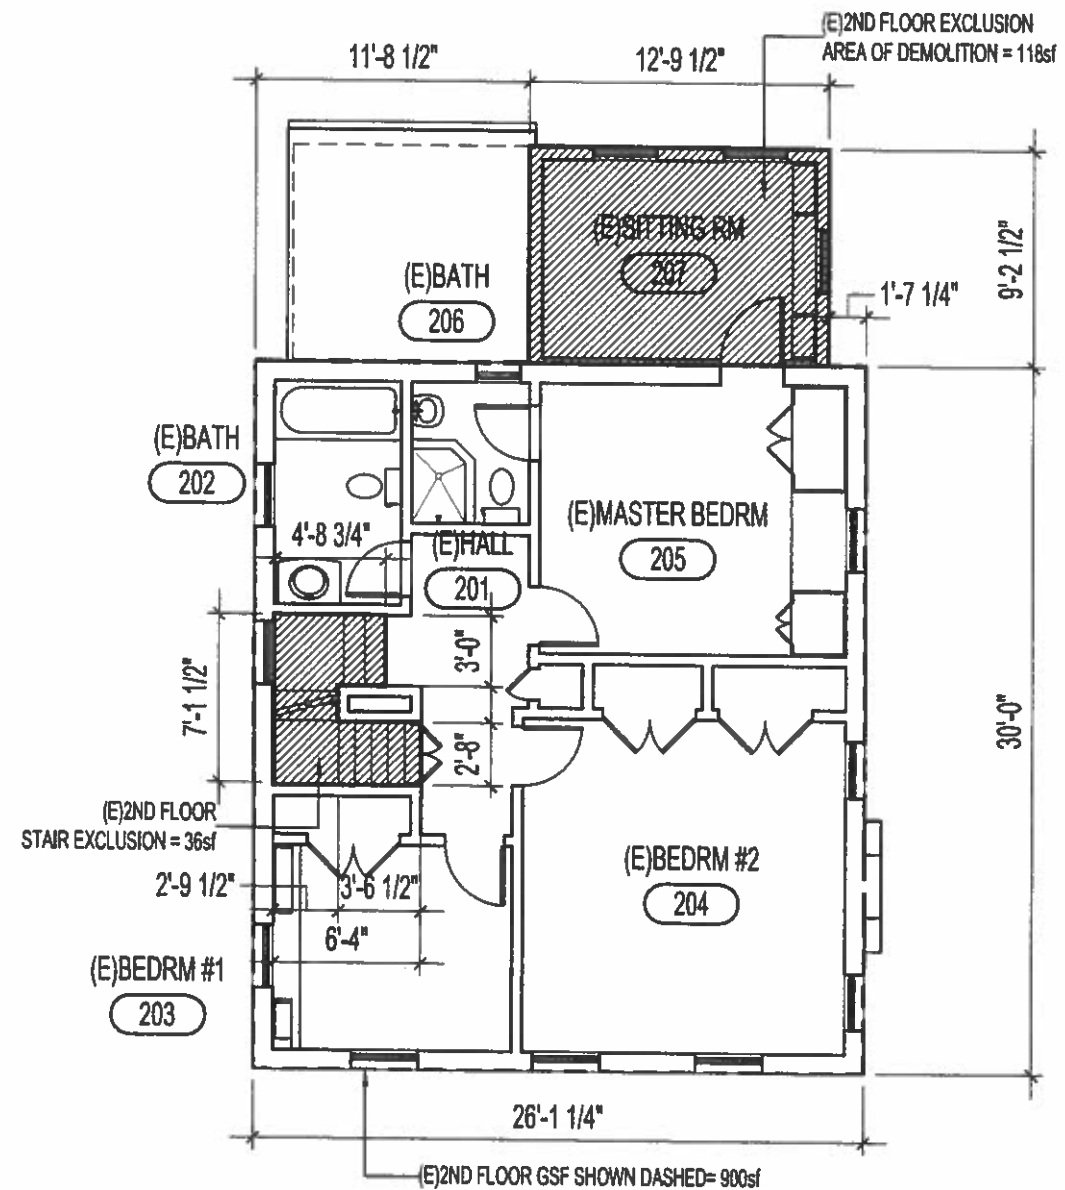 (E)2ND FLOOR EXCLUSION
AREA OF DEMOLITION = 118sf
11'-8 1/2"
12'-9 1/2"
(E)SITTING RM
207
9'-2 1/2"
1'-7 1/4"
(E)BATH
206
(E)BATH
202
4'-8 3/4"
(E)HALL
201
(E)MASTER BEDRM
205
7'-1 1/2"
3'-0"
2'-8"
30'-0"
(E)2ND FLOOR
STAIR EXCLUSION = 36sf
2'-9 1/2"
3'-6 1/2"
6'-4"
(E)BEDRM #2
204
(E)BEDRM #1
203
26'-1 1/4"
(E)2ND FLOOR GSF SHOWN DASHED= 900sf